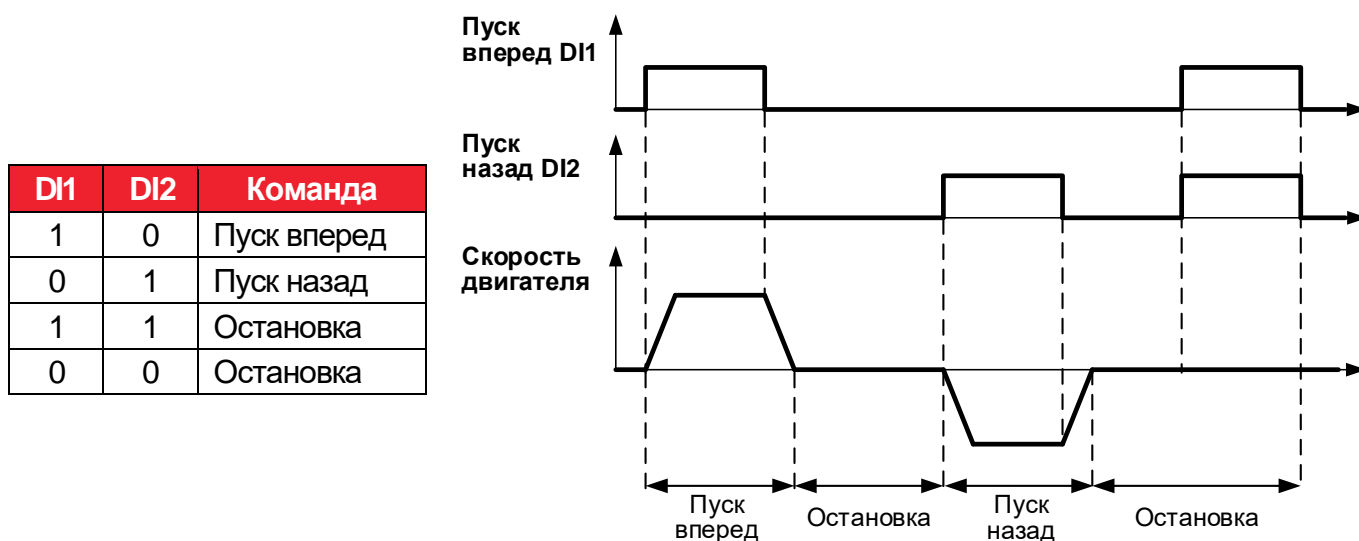 DI1 DI2 Команда
1 0 Пуск вперед
0 1 Пуск назад
1 1 Остановка
0 0 Остановка
Пуск
вперед DI1
Пуск
назад DI2
Скорость
двигателя
Пуск
вперед
Остановка
Пуск
назад
Остановка